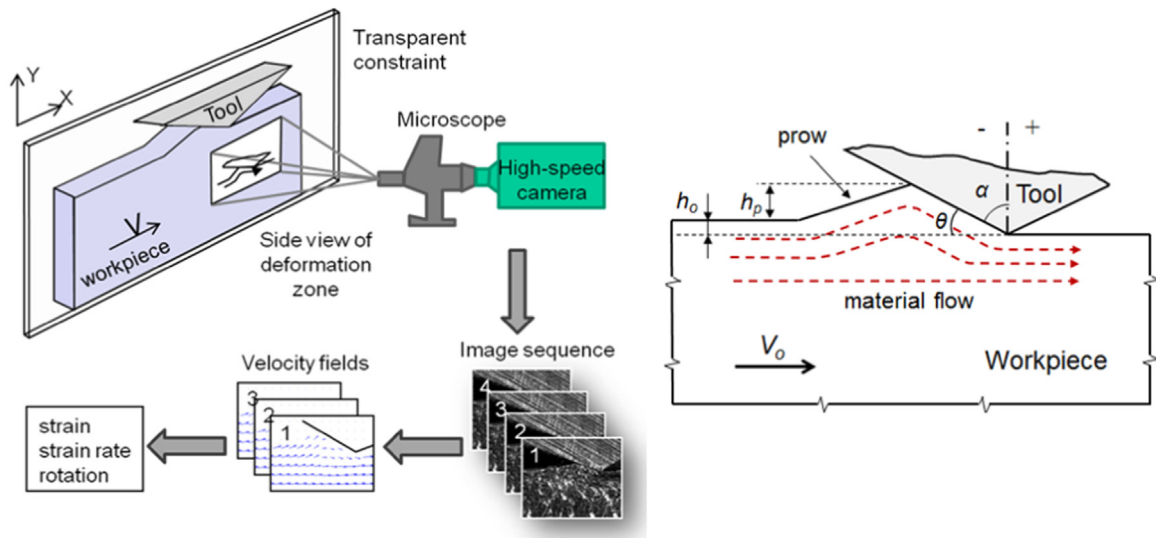 Transparent
constraint
Y
X
Tool
Microscope
High-speed
camera
V
workpiece
Side view of
deformation
zone
Image sequence
4
3
2
1
Velocity fields
3
2
1
strain
strain rate
rotation
- +
prow
α Tool
hₒ
hₚ
θ
material flow
Vₒ
Workpiece